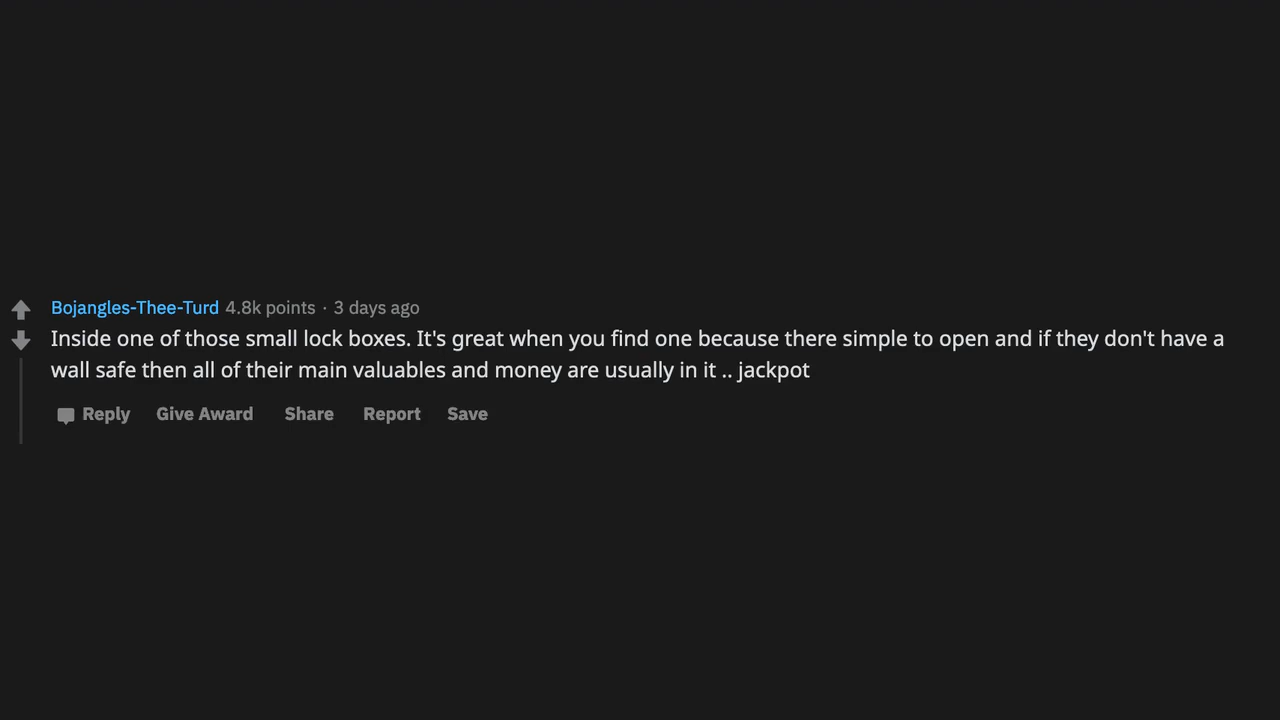 Bojangles-Thee-Turd 4.8k points · 3 days ago
Inside one of those small lock boxes. It's great when you find one because there simple to open and if they don't have a
wall safe then all of their main valuables and money are usually in it .. jackpot
Reply Give Award Share Report Save